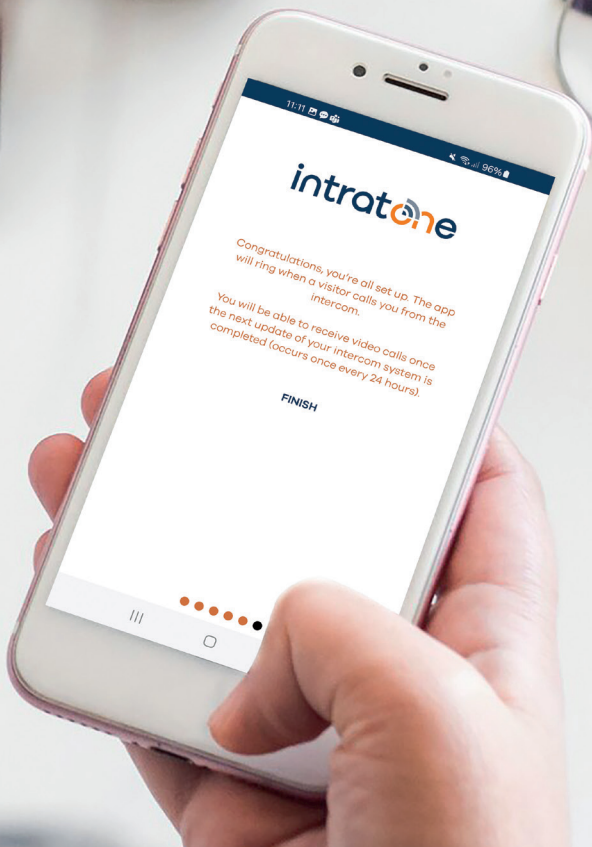 11:11
96%
intratone
Congratulations, you're all set up. The app
will ring when a visitor calls you from the
intercom.
You will be able to receive video calls once
the next update of your intercom system is
completed (occurs once every 24 hours).
FINISH